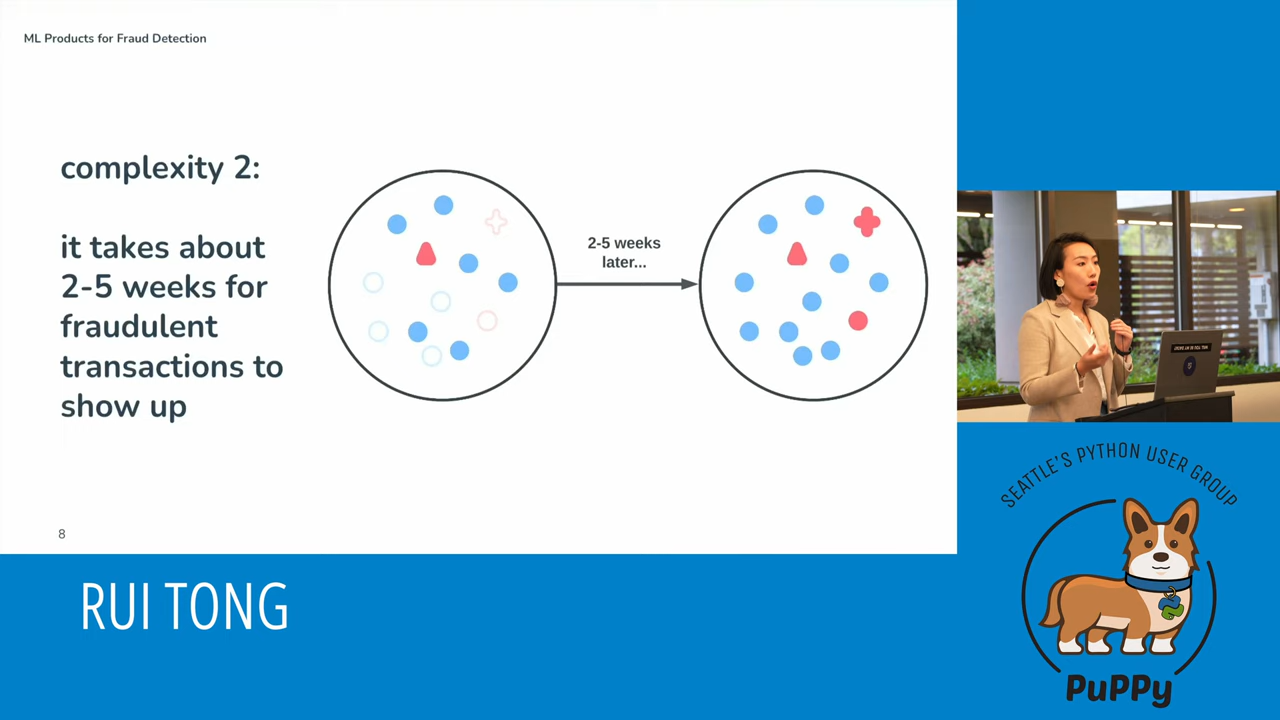 ML Products for Fraud Detection
complexity 2:
it takes about
2-5 weeks for
fraudulent
transactions to
show up
2-5 weeks
later...
8
RUI TONG
SEATTLE'S PYTHON USER GROUP
PuPPy